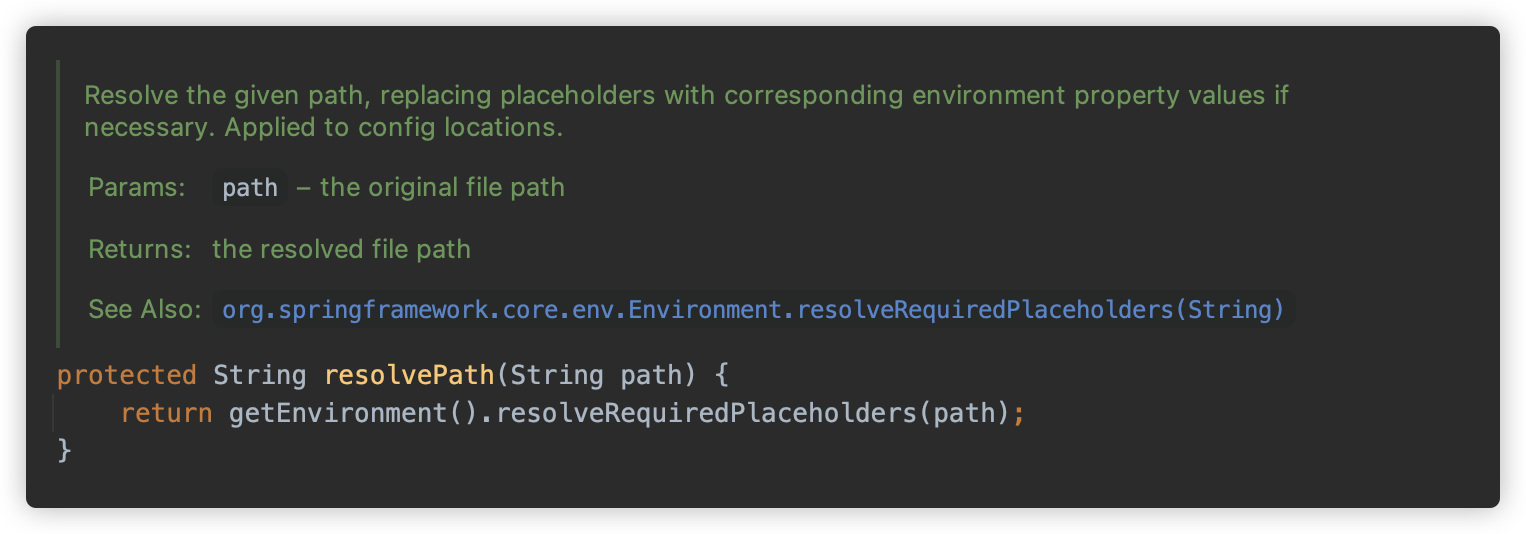 Resolve the given path, replacing placeholders with corresponding environment property values if
necessary. Applied to config locations.
Params: path – the original file path
Returns: the resolved file path
See Also: org.springframework.core.env.Environment.resolveRequiredPlaceholders(String)
protected String resolvePath(String path) {
    return getEnvironment().resolveRequiredPlaceholders(path);
}